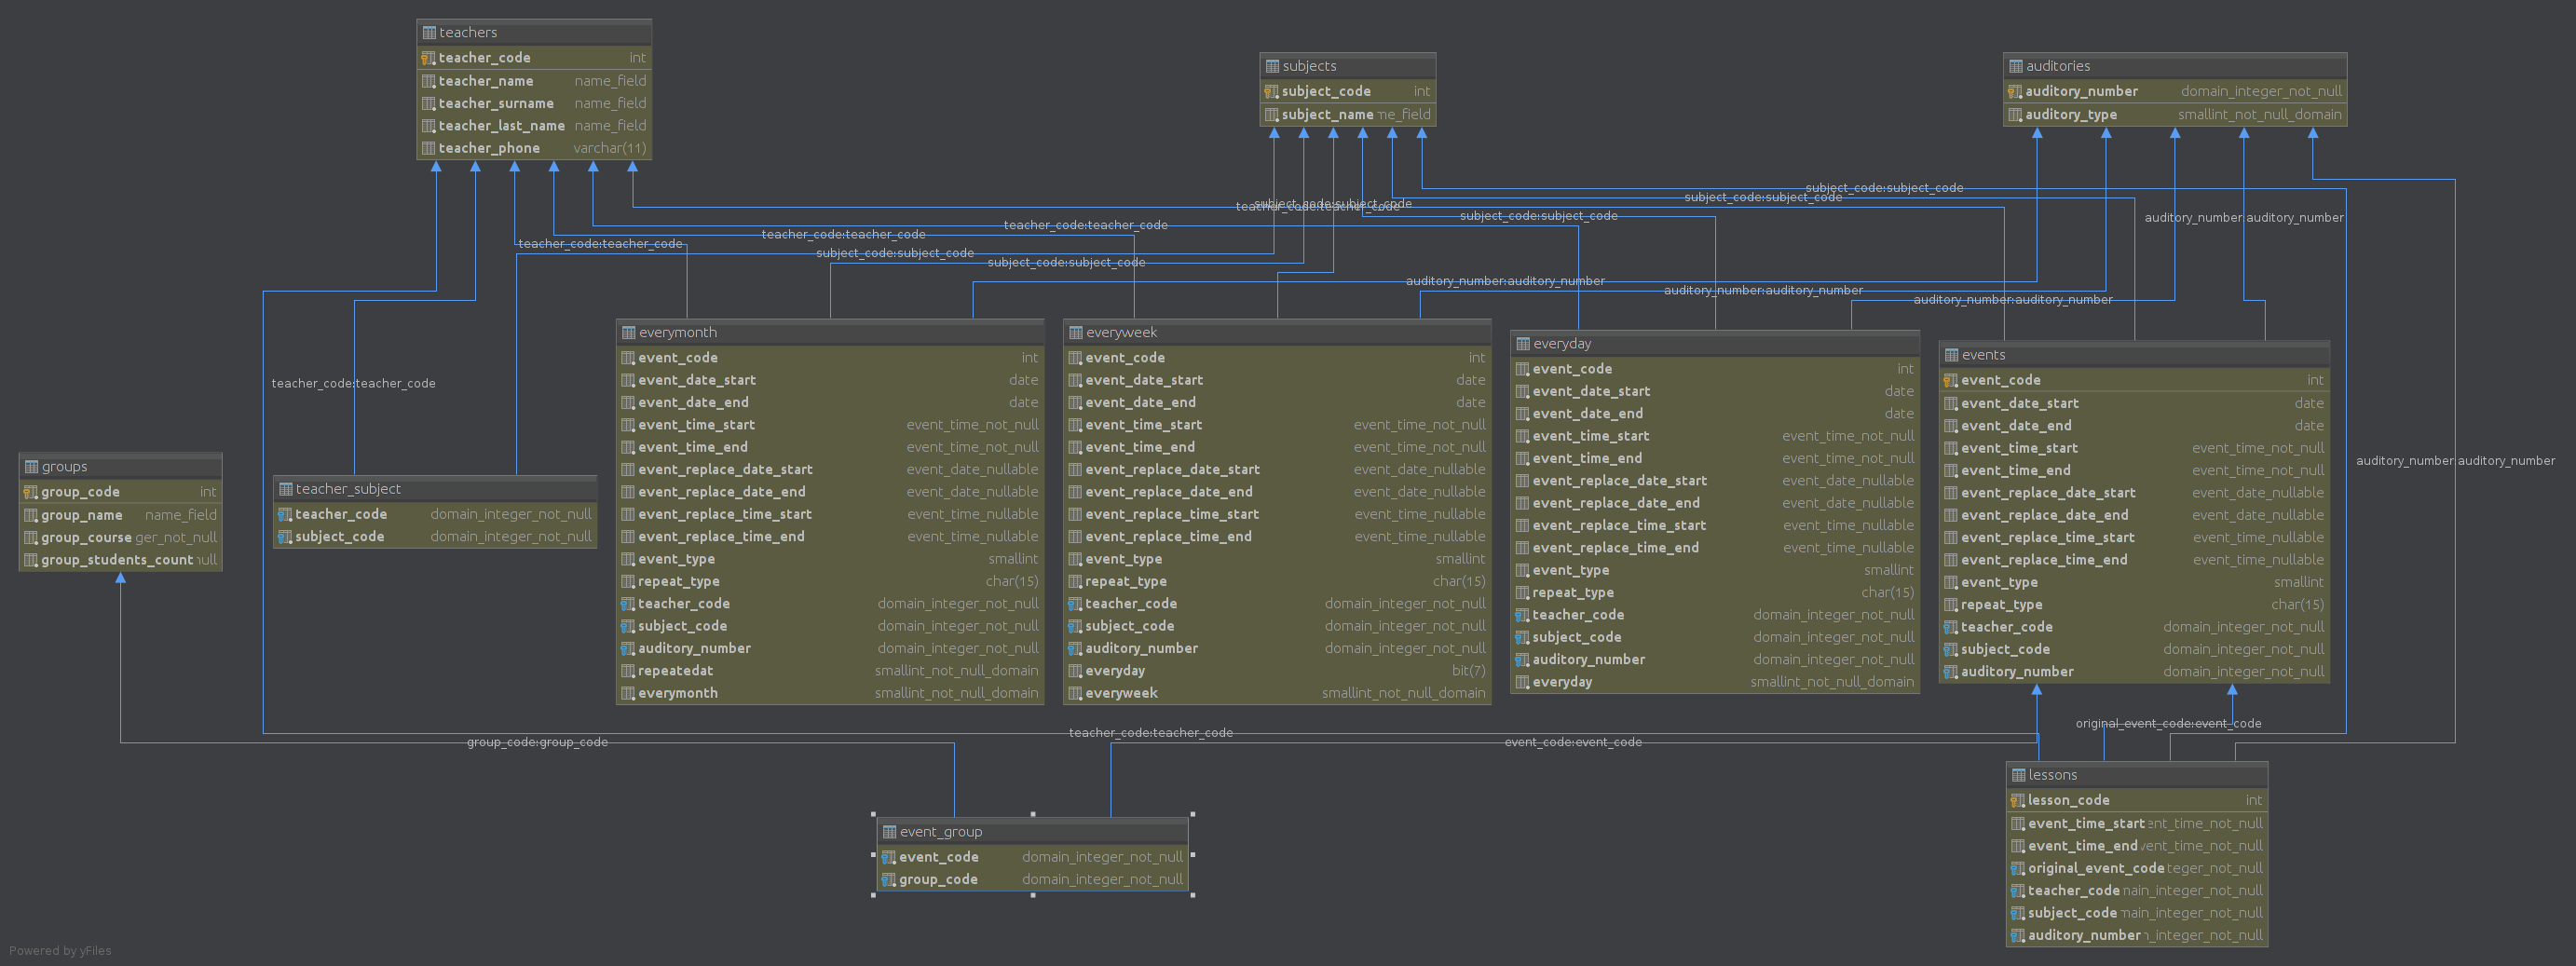 teachers
teacher_code int
teacher_name name_field
teacher_surname name_field
teacher_last_name name_field
teacher_phone varchar(11)
subjects
subject_code int
subject_name me_field
auditories
auditory_number domain_integer_not_null
auditory_type smallint_not_null_domain
subject_code:subject_code
subject_code:subject_code
subject_code:subject_code
teacher_code:teacher_code
subject_code:subject_code
auditory_number:auditory_number
teacher_code:teacher_code
teacher_code:teacher_code
teacher_code:teacher_code
subject_code:subject_code
subject_code:subject_code
auditory_number:auditory_number
auditory_number:auditory_number
auditory_number:auditory_number
teacher_code:teacher_code
everymonth
event_code int
event_date_start date
event_date_end date
event_time_start event_time_not_null
event_time_end event_time_not_null
event_replace_date_start event_date_nullable
event_replace_date_end event_date_nullable
event_replace_time_start event_time_nullable
event_replace_time_end event_time_nullable
event_type smallint
repeat_type char(15)
teacher_code domain_integer_not_null
subject_code domain_integer_not_null
auditory_number domain_integer_not_null
repeatedat smallint_not_null_domain
everymonth smallint_not_null_domain
everyweek
event_code int
event_date_start date
event_date_end date
event_time_start event_time_not_null
event_time_end event_time_not_null
event_replace_date_start event_date_nullable
event_replace_date_end event_date_nullable
event_replace_time_start event_time_nullable
event_replace_time_end event_time_nullable
event_type smallint
repeat_type char(15)
teacher_code domain_integer_not_null
subject_code domain_integer_not_null
auditory_number domain_integer_not_null
everyday bit(7)
everyweek smallint_not_null_domain
everyday
event_code int
event_date_start date
event_date_end date
event_time_start event_time_not_null
event_time_end event_time_not_null
event_replace_date_start event_date_nullable
event_replace_date_end event_date_nullable
event_replace_time_start event_time_nullable
event_replace_time_end event_time_nullable
event_type smallint
repeat_type char(15)
teacher_code domain_integer_not_null
subject_code domain_integer_not_null
auditory_number domain_integer_not_null
everyday smallint_not_null_domain
events
event_code int
event_date_start date
event_date_end date
event_time_start event_time_not_null
event_time_end event_time_not_null
event_replace_date_start event_date_nullable
event_replace_date_end event_date_nullable
event_replace_time_start event_time_nullable
event_replace_time_end event_time_nullable
event_type smallint
repeat_type char(15)
teacher_code domain_integer_not_null
subject_code domain_integer_not_null
auditory_number domain_integer_not_null
auditory_number:auditory_number
groups
group_code int
group_name name_field
group_course ger_not_null
group_students_count null
teacher_subject
teacher_code domain_integer_not_null
subject_code domain_integer_not_null
original_event_code:event_code
teacher_code:teacher_code
group_code:group_code
event_code:event_code
event_group
event_code domain_integer_not_null
group_code domain_integer_not_null
lessons
lesson_code int
event_time_start ent_time_not_null
event_time_end vent_time_not_null
original_event_code teger_not_null
teacher_code nain_integer_not_null
subject_code main_integer_not_null
auditory_number n_integer_not_null
Powered by yFiles